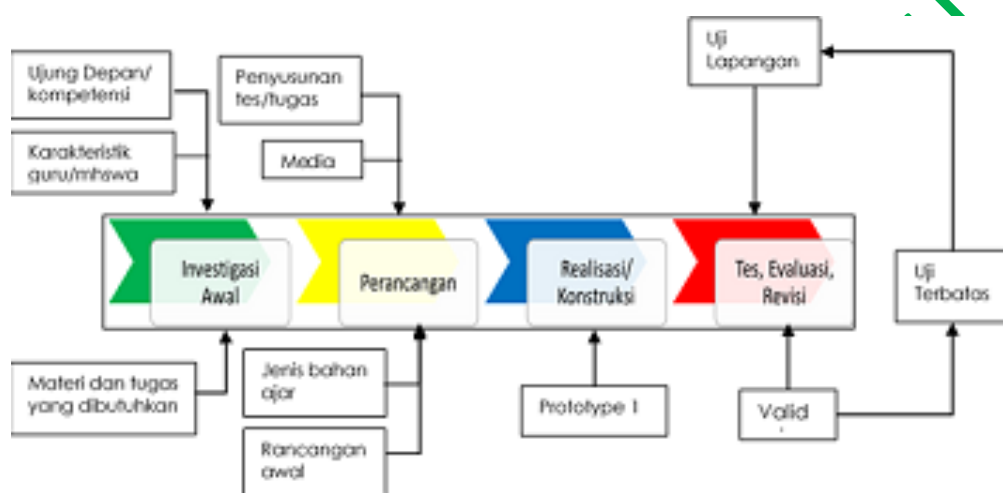 Uji
Lapangan
Ujung Depan/
kompetensi
Penyusunan
tes/tugas
Karakteristik
guru/mhswa
Media
Investigasi
Awal
Perancangan
Realisasi/
Konstruksi
Tes, Evaluasi,
Revisi
Uji
Terbatas
Materi dan tugas
yang dibutuhkan
Jenis bahan
ajar
Prototype 1
Valid
Rancangan
awal